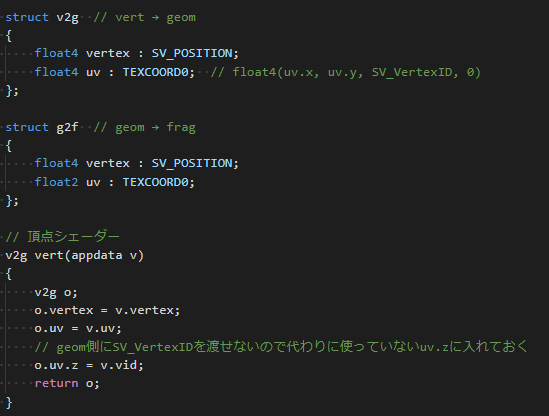 struct v2g // vert → geom
{
float4 vertex : SV_POSITION;
float4 uv : TEXCOORD0; // float4(uv.x, uv.y, SV_VertexID, 0)
};
struct g2f // geom → frag
{
float4 vertex : SV_POSITION;
float2 uv : TEXCOORD0;
};
// 頂点シェーダー
v2g vert(appdata v)
{
v2g o;
o.vertex = v.vertex;
o.uv = v.uv;
// geom側にSV_VertexIDを渡せないので代わりに使っていないuv.zに入れておく
o.uv.z = v.vid;
return o;
}